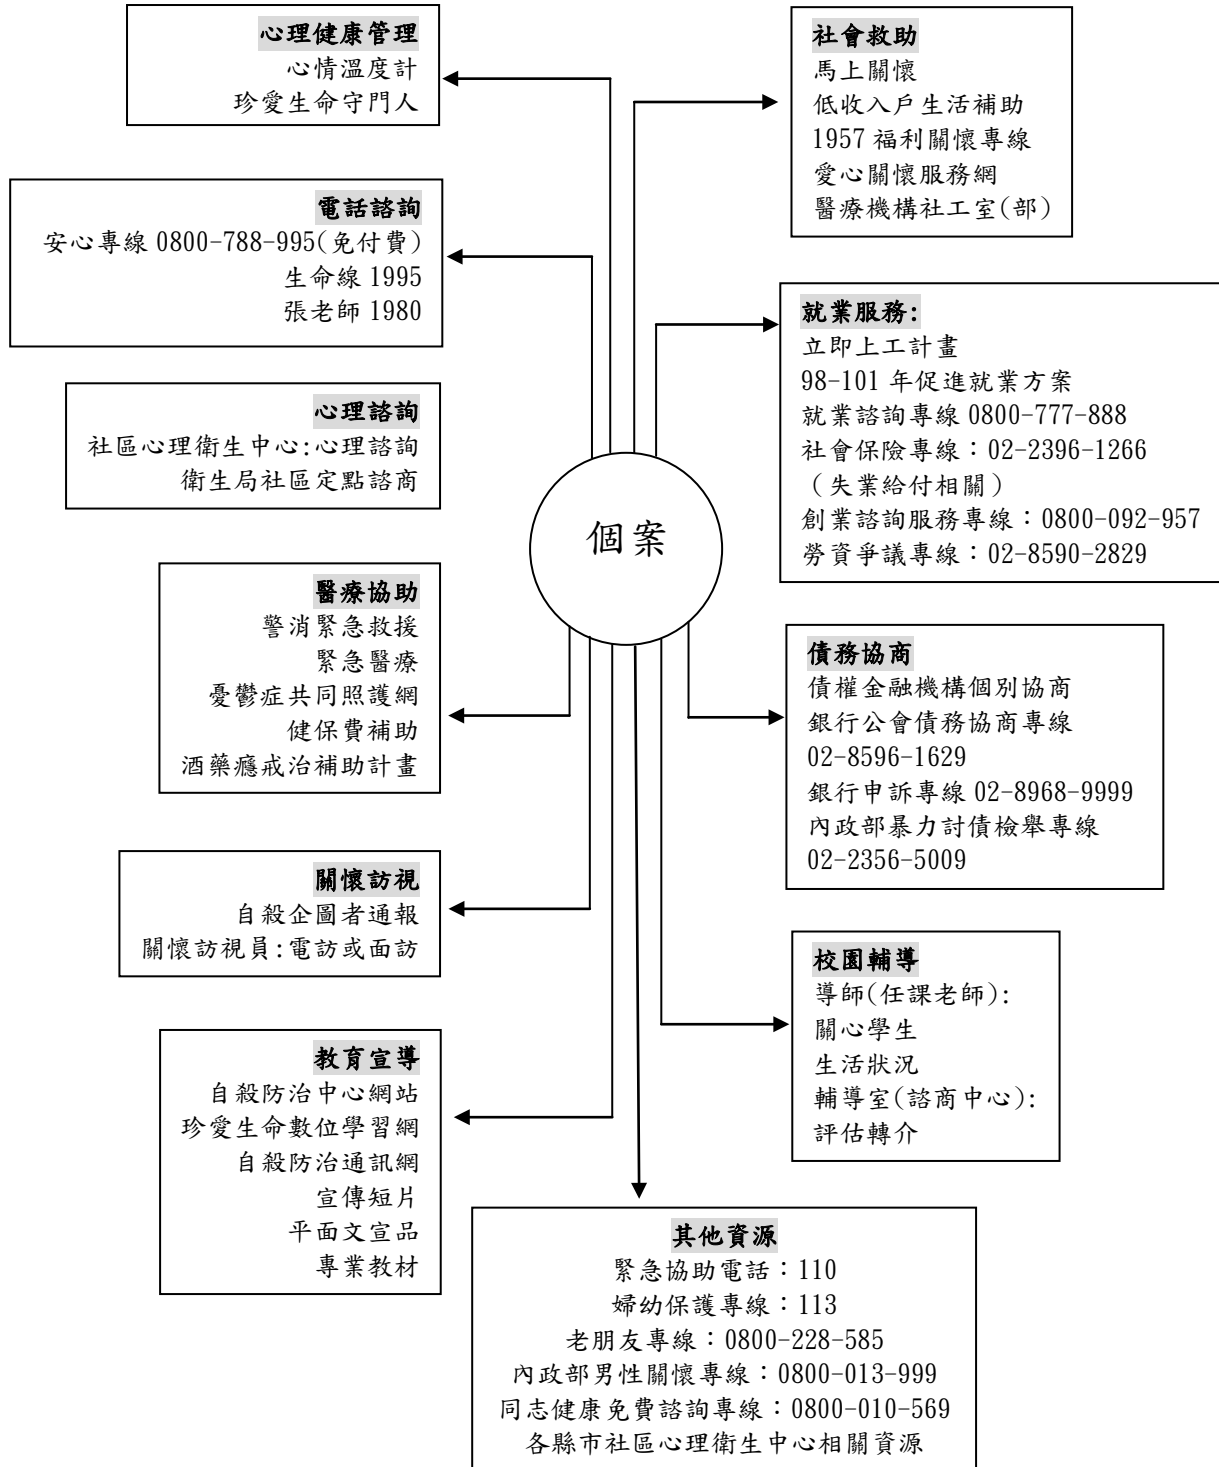 心理健康管理
心情溫度計
珍愛生命守門人
電話諮詢
安心專線 0800-788-995(免付費)
生命線 1995
張老師 1980
心理諮詢
社區心理衛生中心:心理諮詢
衛生局社區定點諮商
醫療協助
警消緊急救援
緊急醫療
憂鬱症共同照護網
健保費補助
酒藥癮戒治補助計畫
關懷訪視
自殺企圖者通報
關懷訪視員:電訪或面訪
教育宣導
自殺防治中心網站
珍愛生命數位學習網
自殺防治通訊網
宣傳短片
平面文宣品
專業教材
個案
社會救助
馬上關懷
低收入戶生活補助
1957 福利關懷專線
愛心關懷服務網
醫療機構社工室(部)
就業服務:
立即上工計畫
98-101 年促進就業方案
就業諮詢專線 0800-777-888
社會保險專線：02-2396-1266
（失業給付相關）
創業諮詢服務專線：0800-092-957
勞資爭議專線：02-8590-2829
債務協商
債權金融機構個別協商
銀行公會債務協商專線
02-8596-1629
銀行申訴專線 02-8968-9999
內政部暴力討債檢舉專線
02-2356-5009
校園輔導
導師(任課老師):
關心學生
生活狀況
輔導室(諮商中心):
評估轉介
其他資源
緊急協助電話：110
婦幼保護專線：113
老朋友專線：0800-228-585
內政部男性關懷專線：0800-013-999
同志健康免費諮詢專線：0800-010-569
各縣市社區心理衛生中心相關資源